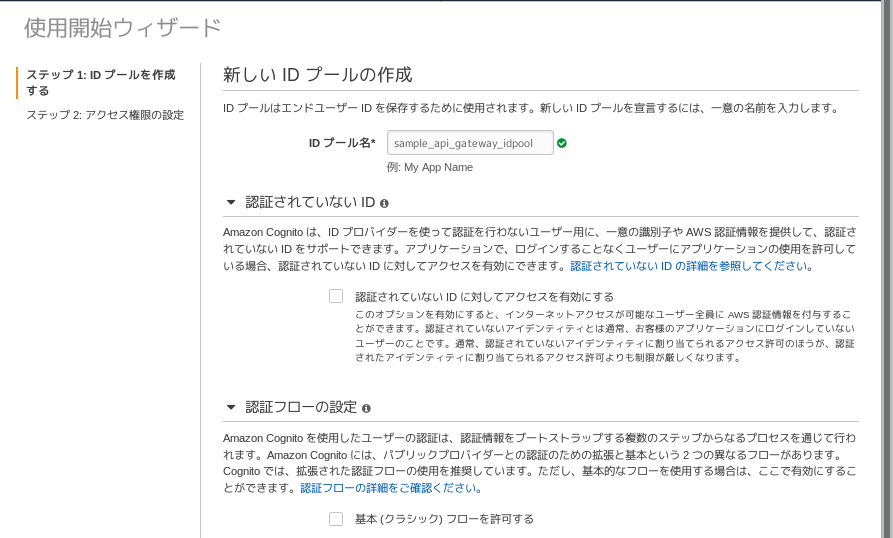 使用開始ウィザード
ステップ 1: ID プールを作成
する
ステップ 2: アクセス権限の設定
新しい ID プールの作成
ID プールはエンドユーザー ID を保存するために使用されます。新しい ID プールを宣言するには、一意の名前を入力します。
ID プール名* sample_api_gateway_idpool
例: My App Name
認証されていない ID
Amazon Cognito は、ID プロバイダーを使って認証を行わないユーザー用に、一意の識別子や AWS 認証情報を提供して、認証さ
れていない ID をサポートできます。アプリケーションで、ログインすることなくユーザーにアプリケーションの使用を許可して
いる場合、認証されていない ID に対してアクセスを有効にできます。認証されていない ID の詳細を参照してください。
認証されていない ID に対してアクセスを有効にする
このオプションを有効にすると、インターネットアクセスが可能なユーザー全員に AWS 認証情報を付与するこ
とができます。認証されていないアイデンティティとは通常、お客様のアプリケーションにログインしていない
ユーザーのことです。通常、認証されていないアイデンティティに割り当てられるアクセス許可のほうが、認証
されたアイデンティティに割り当てられるアクセス許可よりも制限が厳しくなります。
認証フローの設定
Amazon Cognito を使用したユーザーの認証は、認証情報をブートストラップする複数のステップからなるプロセスを通じて行わ
れます。Amazon Cognito には、パブリックプロバイダーとの認証のための拡張と基本という 2 つの異なるフローがあります。
Cognito では、拡張された認証フローの使用を推奨しています。ただし、基本的なフローを使用する場合は、ここで有効にするこ
とができます。認証フローの詳細をご確認ください。
基本 (クラシック) フローを許可する